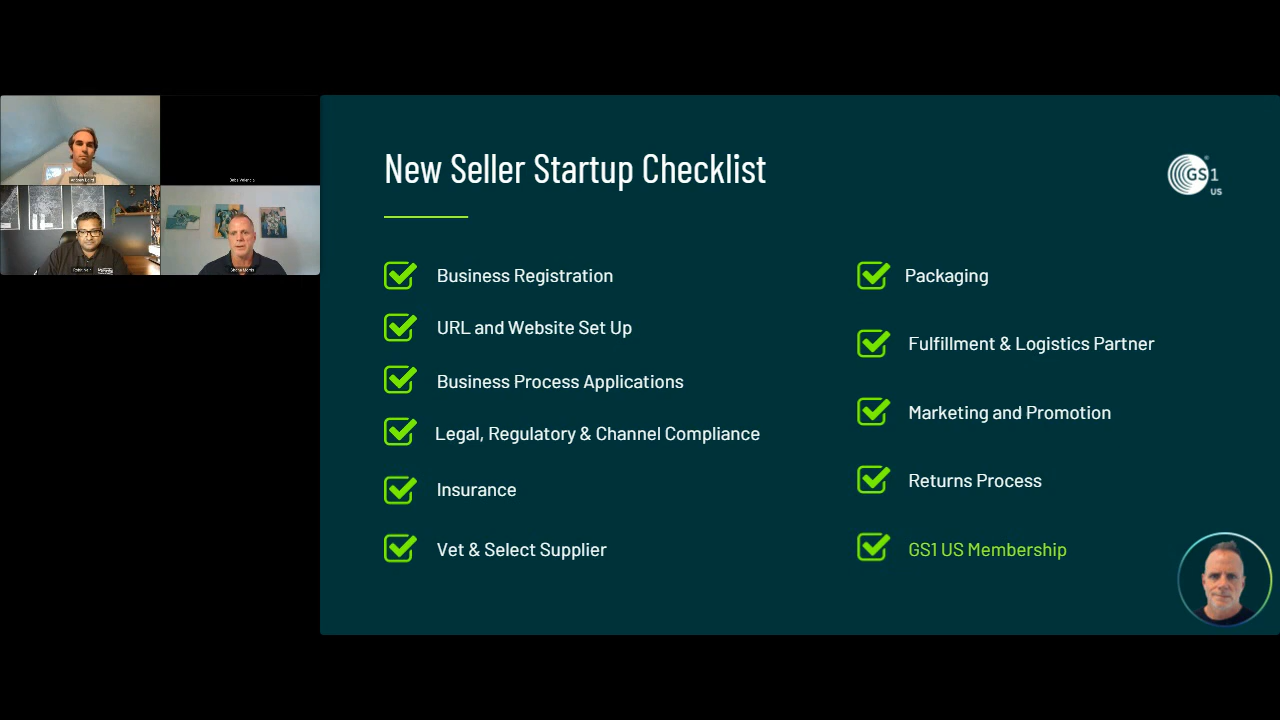 New Seller Startup Checklist
GS1
US
Business Registration
URL and Website Set Up
Business Process Applications
Legal, Regulatory & Channel Compliance
Insurance
Vet & Select Supplier
Packaging
Fulfillment & Logistics Partner
Marketing and Promotion
Returns Process
GS1 US Membership